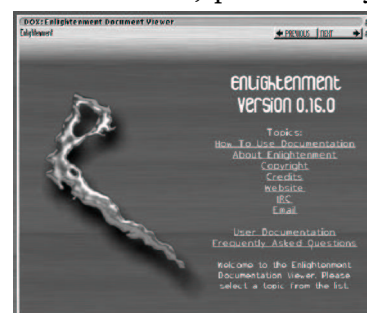 DOX: Enlightenment Document Viewer
Enlightenment
PREVIOUS NEXT
Enlightenment
Version 0.16.0
Topics:
How To Use Documentation
About Enlightenment
Copyright
Credits
Website
IRC
Email
User Documentation
Frequently Asked Questions
Welcome to the Enlightenment
Documentation Viewer. Please
select a topic from the list.